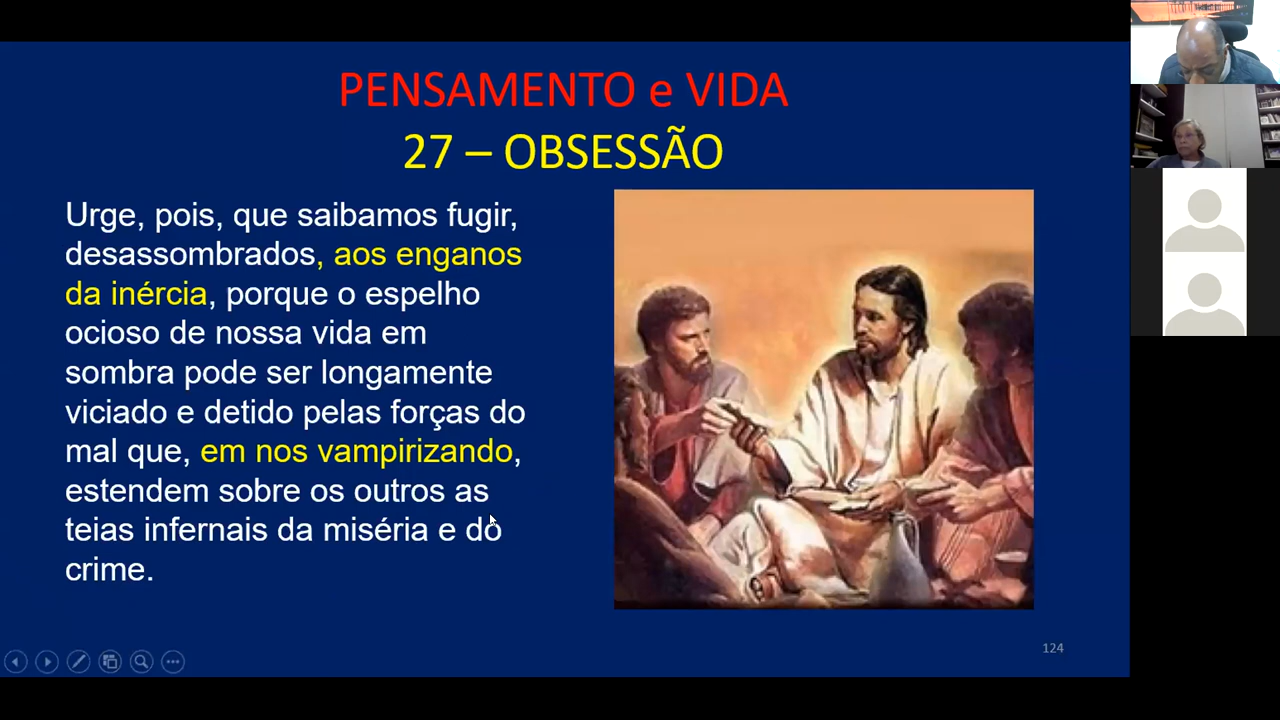 PENSAMENTO e VIDA
27 – OBSESSÃO
Urge, pois, que saibamos fugir,
desassombrados, aos enganos
da inércia, porque o espelho
ocioso de nossa vida em
sombra pode ser longamente
viciado e detido pelas forças do
mal que, em nos vampirizando,
estendem sobre os outros as
teias infernais da miséria e do
crime.
124